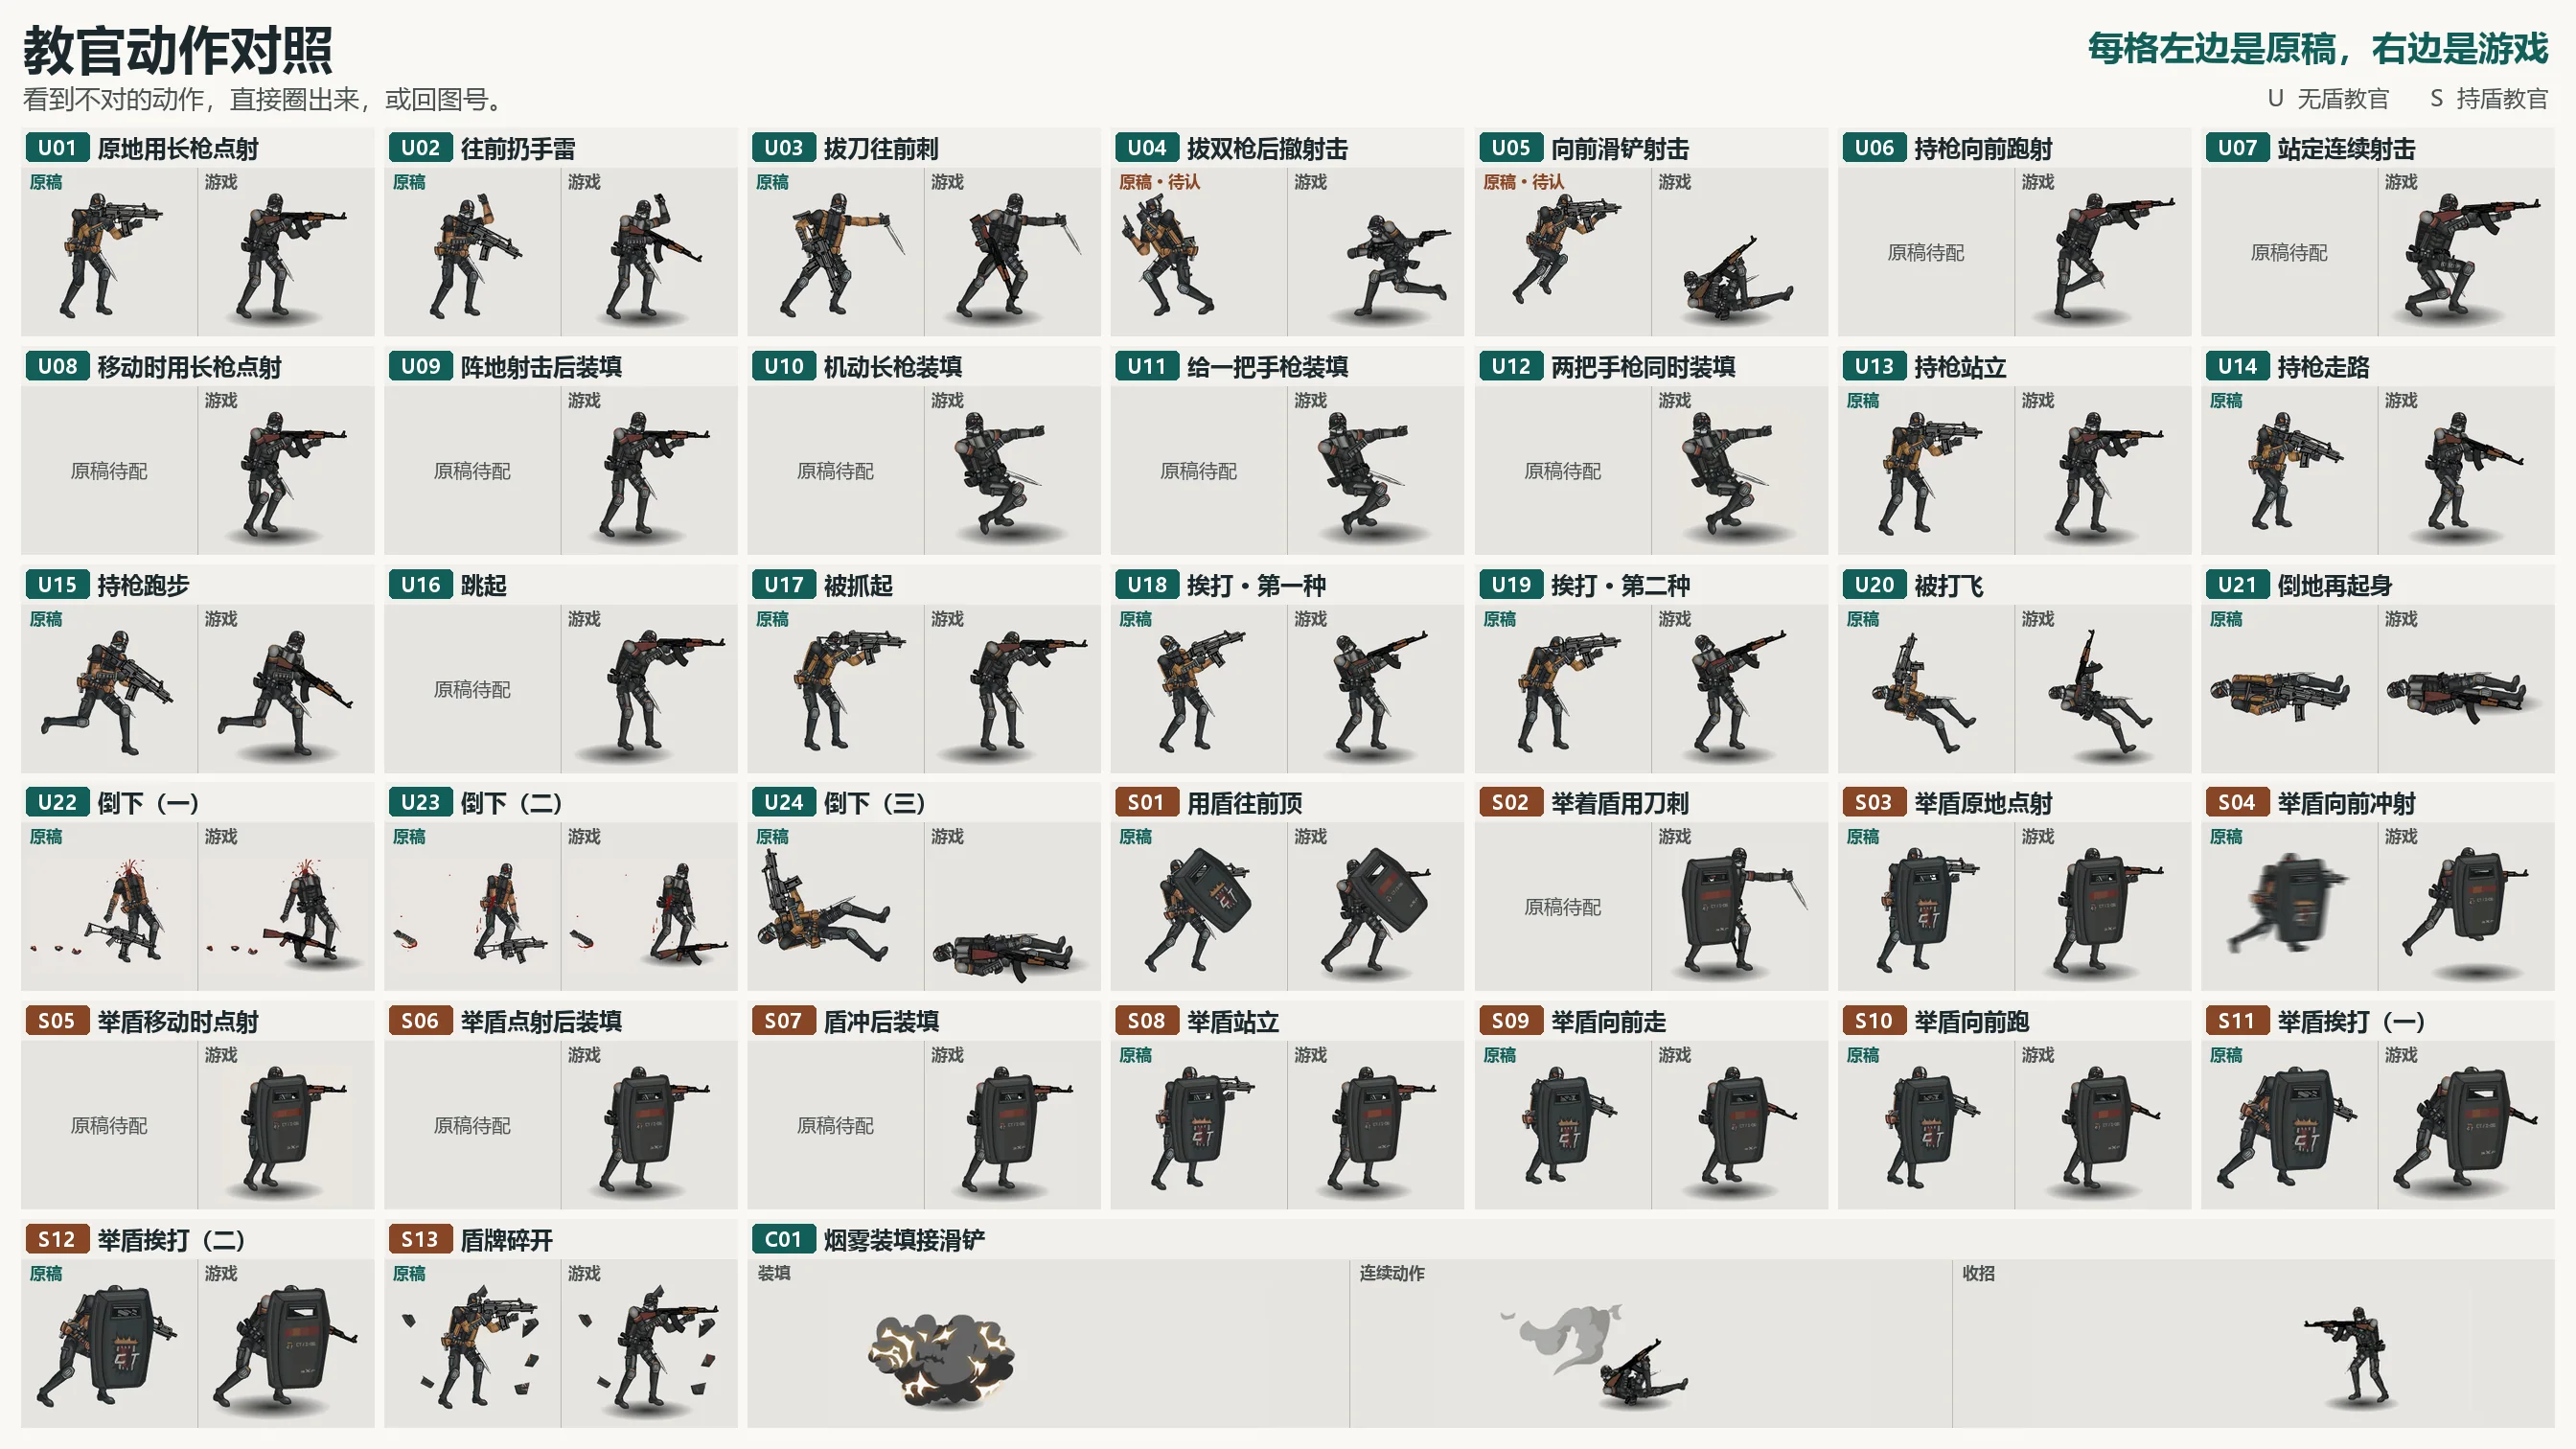 教官动作对照
每格左边是原稿，右边是游戏
看到不对的动作，直接圈出来，或回图号。
U 无盾教官 S 持盾教官
U01 原地用长枪点射
原稿 游戏
U02 往前扔手雷
原稿 游戏
U03 拔刀往前刺
原稿 游戏
U04 拔双枪后撤射击
原稿·待认 游戏
U05 向前滑铲射击
原稿·待认 游戏
U06 持枪向前跑射
原稿待配 游戏
U07 站定连续射击
原稿待配 游戏
U08 移动时用长枪点射
原稿待配 游戏
U09 阵地射击后装填
原稿待配 游戏
U10 机动长枪装填
原稿待配 游戏
U11 给一把手枪装填
原稿待配 游戏
U12 两把手枪同时装填
原稿待配 游戏
U13 持枪站立
原稿 游戏
U14 持枪走路
原稿 游戏
U15 持枪跑步
原稿 游戏
U16 跳起
原稿待配 游戏
U17 被抓起
原稿 游戏
U18 挨打·第一种
原稿 游戏
U19 挨打·第二种
原稿 游戏
U20 被打飞
原稿 游戏
U21 倒地再起身
原稿 游戏
U22 倒下（一）
原稿 游戏
U23 倒下（二）
原稿 游戏
U24 倒下（三）
原稿 游戏
S01 用盾往前顶
原稿 游戏
S02 举着盾用刀刺
原稿待配 游戏
S03 举盾原地点射
原稿 游戏
S04 举盾向前冲射
原稿 游戏
S05 举盾移动时点射
原稿待配 游戏
S06 举盾点射后装填
原稿待配 游戏
S07 盾冲后装填
原稿待配 游戏
S08 举盾站立
原稿 游戏
S09 举盾向前走
原稿 游戏
S10 举盾向前跑
原稿 游戏
S11 举盾挨打（一）
原稿 游戏
S12 举盾挨打（二）
原稿 游戏
S13 盾牌碎开
原稿 游戏
C01 烟雾装填接滑铲
装填 连续动作 收招